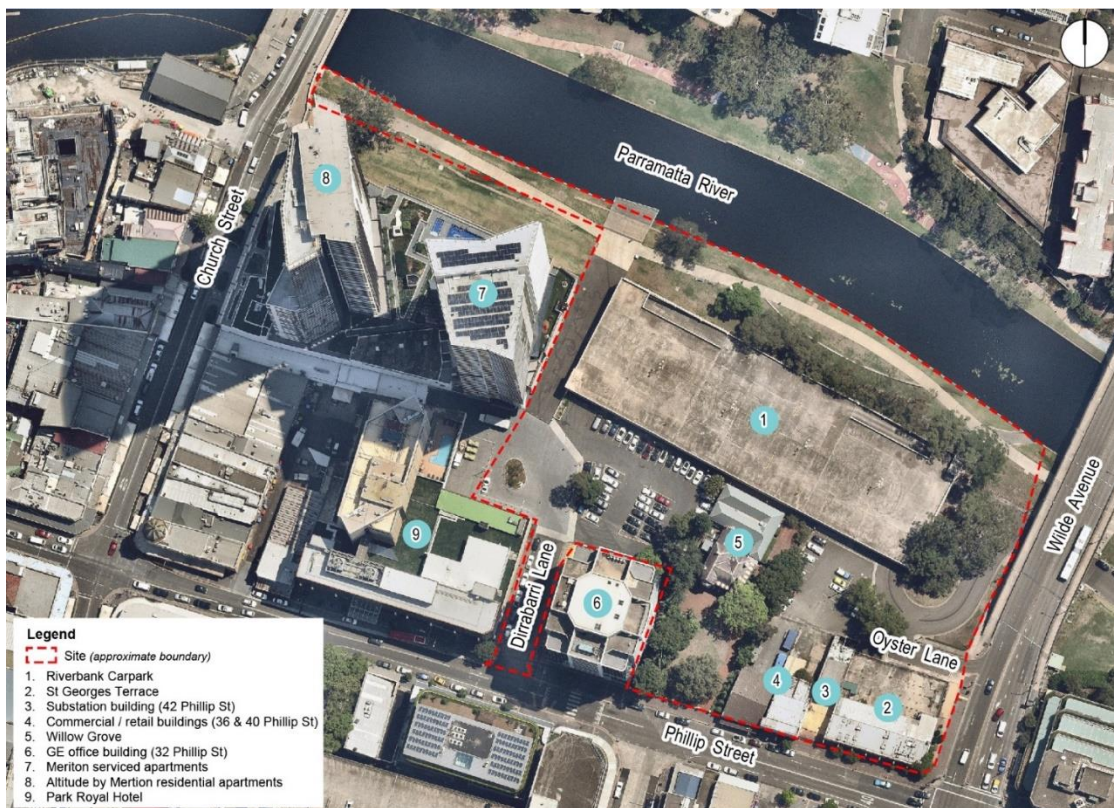 Parramatta River
Church Street
8
7
1
Wilde Avenue
5
9
Dirrabarri Lane
6
Oyster Lane
4
3
2
Phillip Street
Legend
Site (approximate boundary)
1. Riverbank Carpark
2. St Georges Terrace
3. Substation building (42 Phillip St)
4. Commercial / retail buildings (36 & 40 Phillip St)
5. Willow Grove
6. GE office building (32 Phillip St)
7. Meriton serviced apartments
8. Altitude by Mertion residential apartments
9. Park Royal Hotel